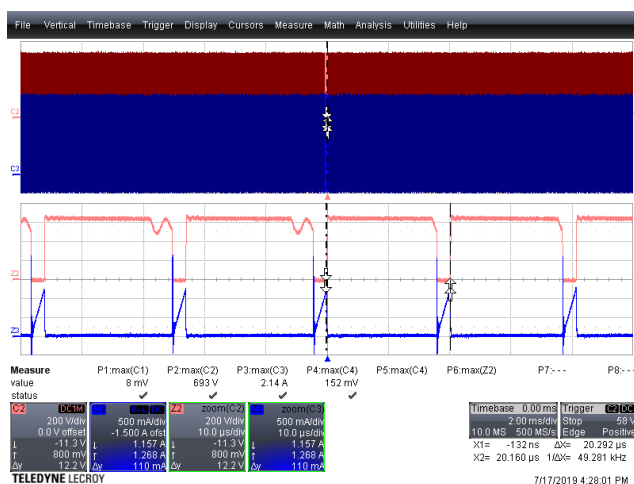 File Vertical Timebase Trigger Display Cursors Measure Math Analysis Utilities Help
C2
C3
Z2
Z3
Measure P1:max(C1) P2:max(C2) P3:max(C3) P4:max(C4) P5:max(C4) P6:max(Z2) P7:- - - P8:- -
value 8 mV 693 V 2.14 A 152 mV
status
C2 DC1M
200 V/div
0.0 V offset
-11.3 V
800 mV
Δy 12.2 V
500 mA/div
-1.500 A ofst
1.157 A
1.268 A
Δy 110 mA
Z2 zoom(C2)
200 V/div
10.0 µs/div
-11.3 V
800 mV
Δy 12.2 V
zoom(C3)
500 mA/div
10.0 µs/div
1.157 A
1.268 A
Δy 110 mA
Timebase 0.00 ms
2.00 ms/div
10.0 MS 500 MS/s
Trigger C2 DC
Stop 58 V
Edge Positive
X1= -132 ns ΔX= 20.292 µs
X2= 20.160 µs 1/ΔX= 49.281 kHz
TELEDYNE LECROY
7/17/2019 4:28:01 PM